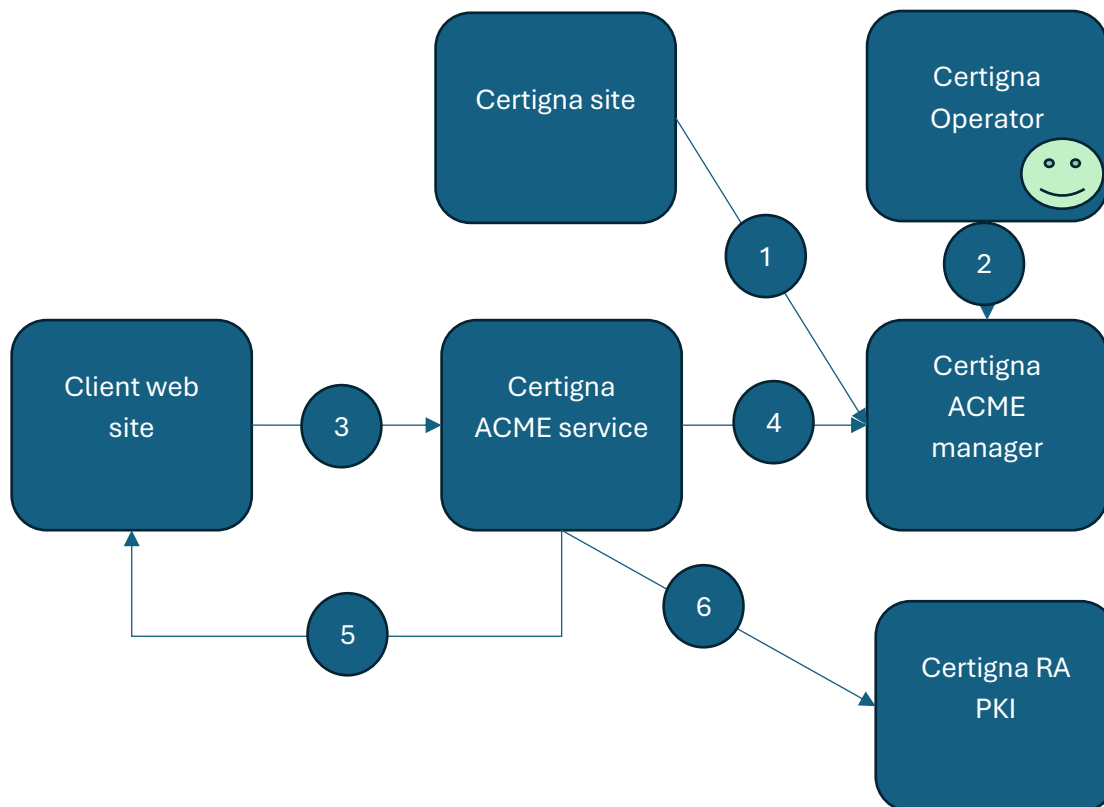 Certigna site
Certigna
Operator
1
2
Client web
site
3
Certigna
ACME service
4
Certigna
ACME
manager
5
6
Certigna RA
PKI